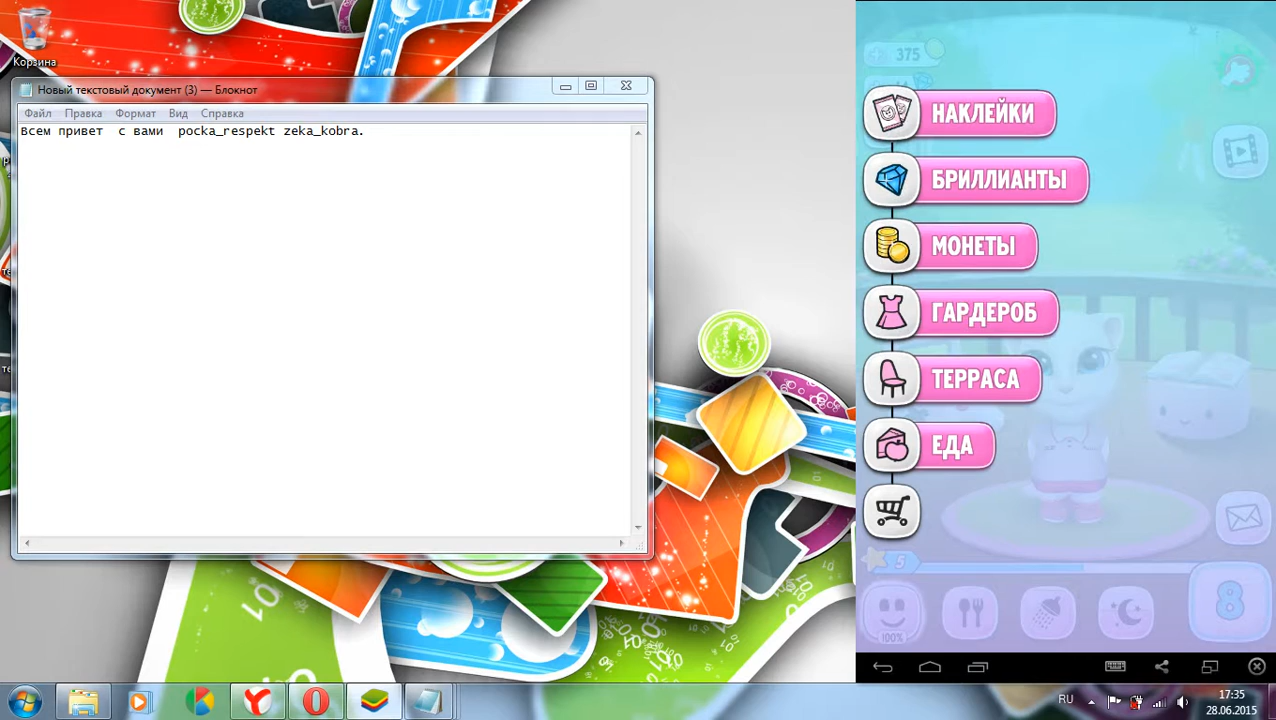 Корзина
Новый текстовый документ (3) — Блокнот
Файл Правка Формат Вид Справка
Всем привет с вами pocka_respekt zeka_kobra.
375
НАКЛЕЙКИ
БРИЛЛИАНТЫ
МОНЕТЫ
ГАРДЕРОБ
ТЕРРАСА
ЕДА
5
8
100%
RU
17:35
28.06.2015